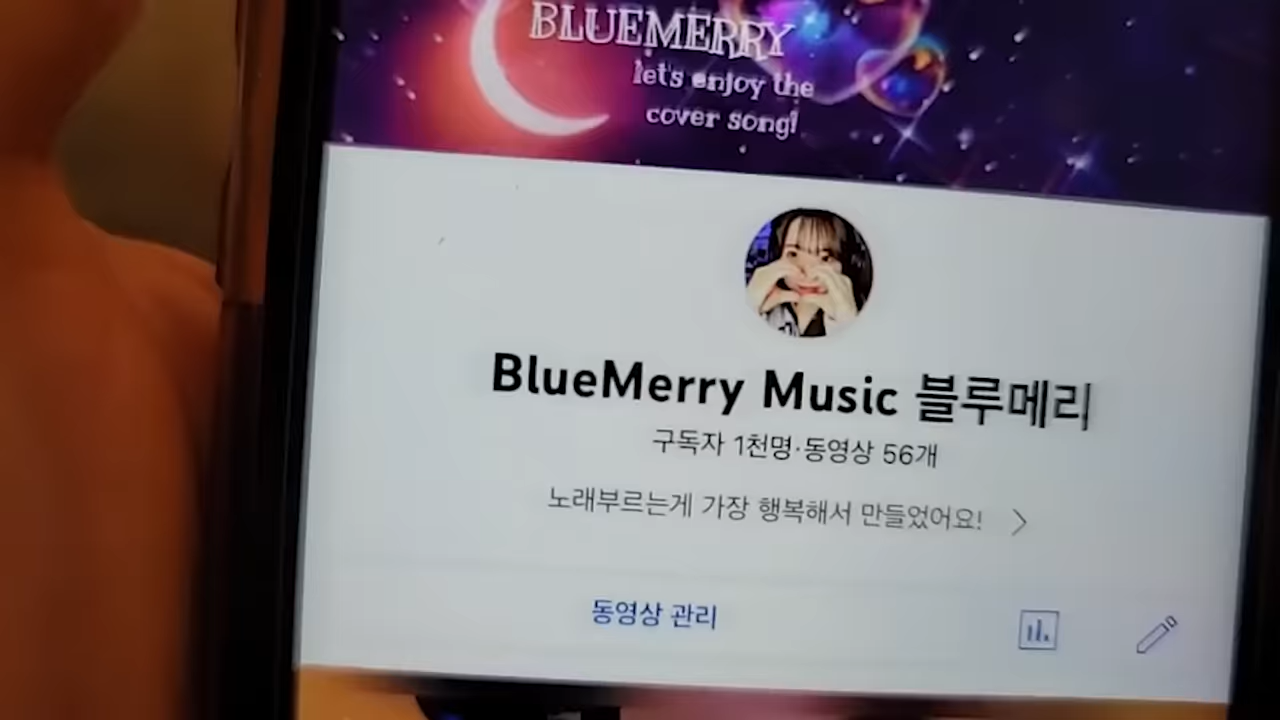 BLUEMERRY
let's enjoy the
cover song!
BlueMerry Music 블루메리
구독자 1천명·동영상 56개
노래부르는게 가장 행복해서 만들었어요!
동영상 관리